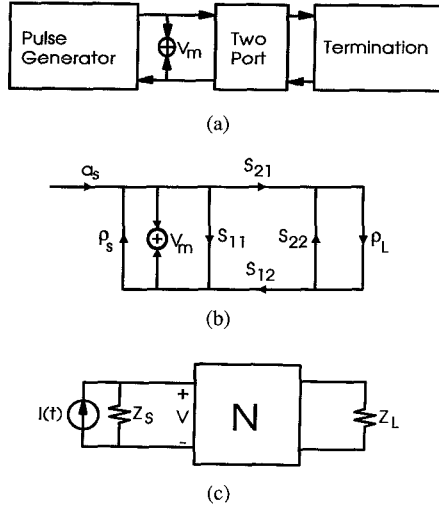 Pulse
Generator
Vm
Two
Port
Termination
(a)
as
S21
ρs
Vm
S11
S22
ρL
S12
(b)
I(t)
ZS
+
V
-
N
ZL
(c)